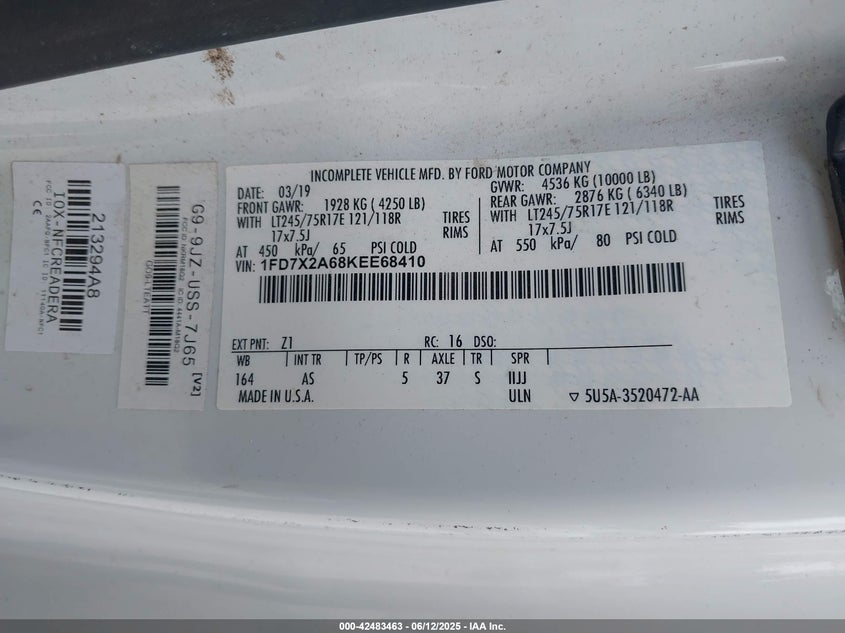 213294A8
IOX-NFCREADERA
CE
G9-9JZ-USS-7J65 [V2]
INCOMPLETE VEHICLE MFD. BY FORD MOTOR COMPANY
DATE: 03/19 GVWR: 4536 KG (10000 LB)
FRONT GAWR: 1928 KG ( 4250 LB) REAR GAWR: 2876 KG ( 6340 LB)
WITH LT245/75R17E 121/118R TIRES WITH LT245/75R17E 121/118R TIRES
17x7.5J RIMS 17x7.5J RIMS
AT 450 kPa/ 65 PSI COLD AT 550 kPa/ 80 PSI COLD
VIN: 1FD7X2A68KEE68410
EXT PNT: Z1 RC: 16 DSO:
WB INT TR TP/PS R AXLE TR SPR
164 AS 5 37 S IIJJ
MADE IN U.S.A. ULN ▽ 5U5A-3520472-AA
000-42483463 - 06/12/2025 - IAA Inc.